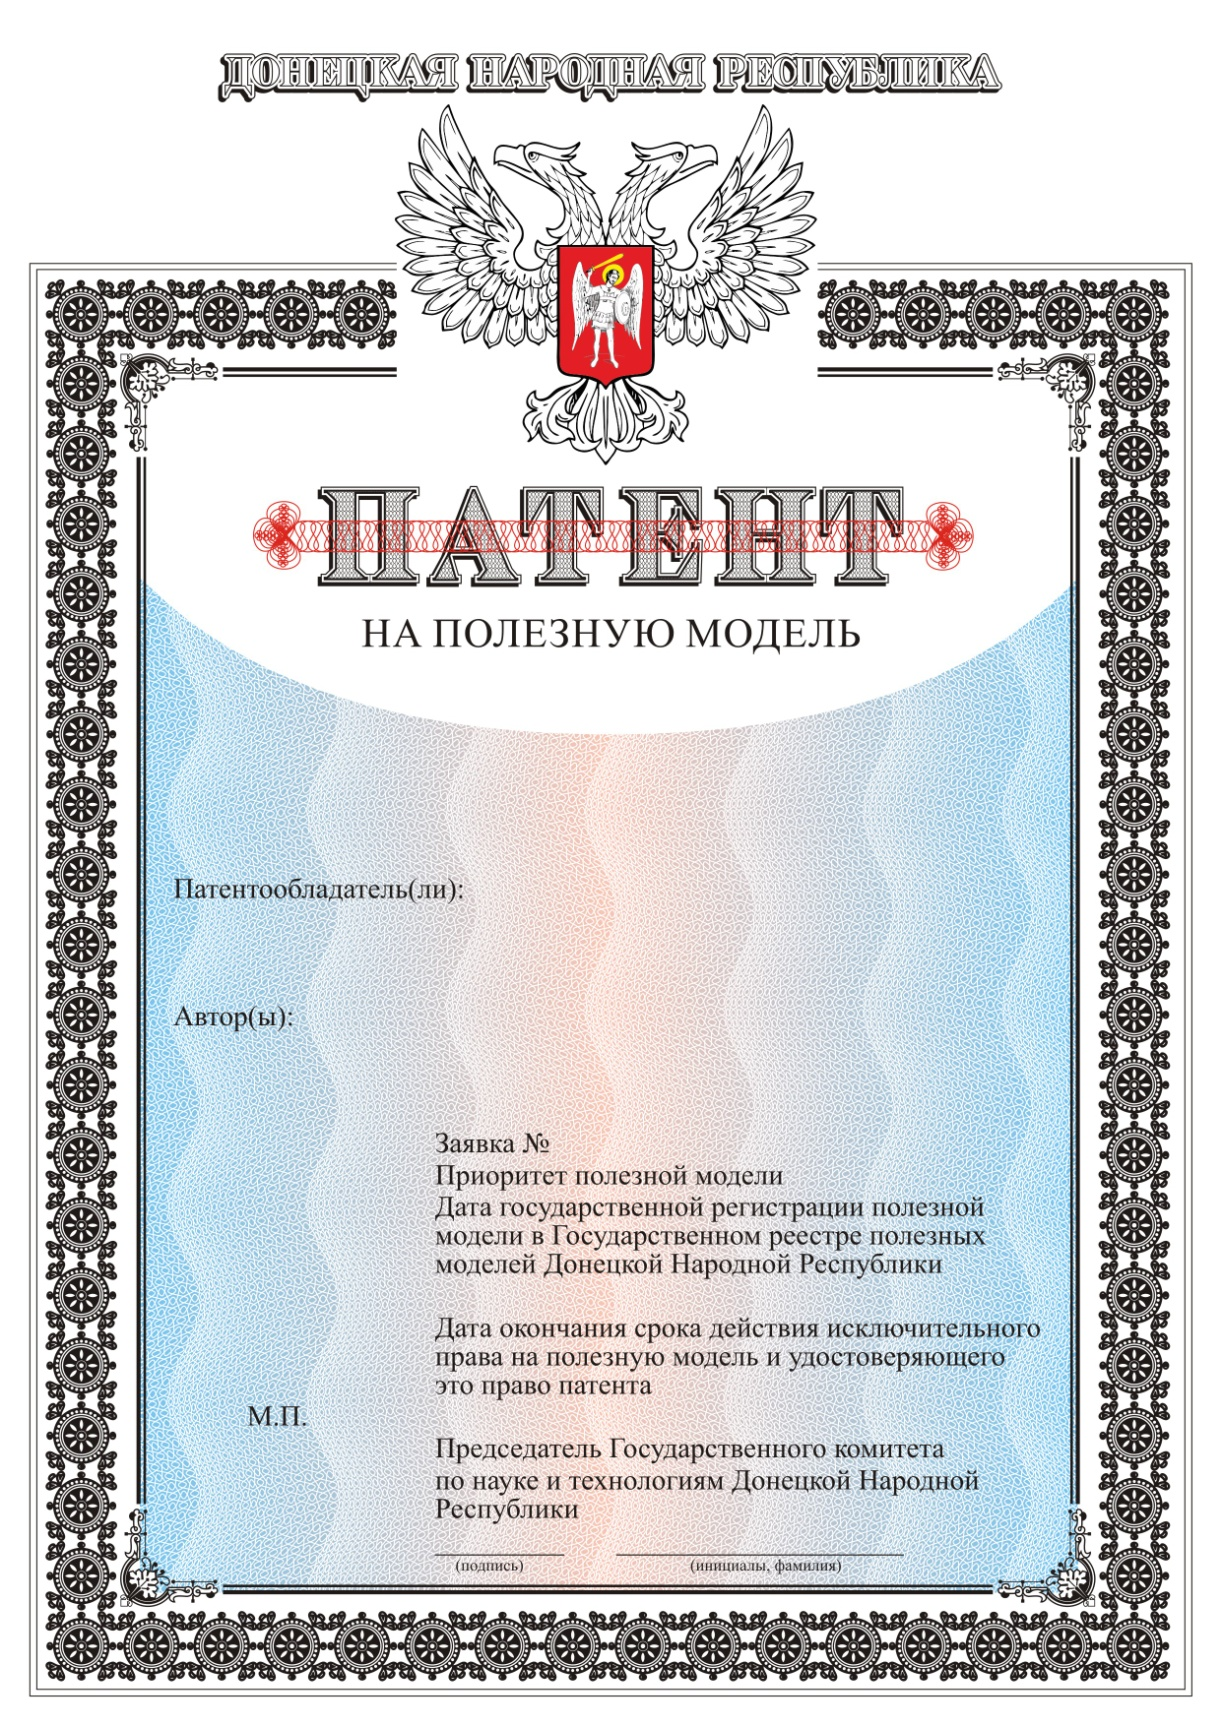 ДОНЕЦКАЯ НАРОДНАЯ РЕСПУБЛИКА
ПАТЕНТ
НА ПОЛЕЗНУЮ МОДЕЛЬ
Патентообладатель(ли):
Автор(ы):
Заявка №
Приоритет полезной модели
Дата государственной регистрации полезной
модели в Государственном реестре полезных
моделей Донецкой Народной Республики
Дата окончания срока действия исключительного
права на полезную модель и удостоверяющего
это право патента
М.П.
Председатель Государственного комитета
по науке и технологиям Донецкой Народной
Республики
(подпись) (инициалы, фамилия)